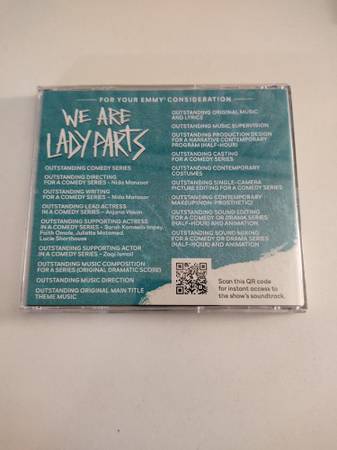 FOR YOUR EMMY® CONSIDERATION
WE ARE
LADY PARTS
OUTSTANDING COMEDY SERIES
OUTSTANDING DIRECTING
FOR A COMEDY SERIES - Nida Manzoor
OUTSTANDING WRITING
FOR A COMEDY SERIES - Nida Manzoor
OUTSTANDING LEAD ACTRESS
IN A COMEDY SERIES - Anjana Vasan
OUTSTANDING SUPPORTING ACTRESS
IN A COMEDY SERIES - Sarah Kameela Impey,
Faith Omole, Juliette Motamed,
Lucie Shorthouse
OUTSTANDING SUPPORTING ACTOR
IN A COMEDY SERIES - Zaqi Ismail
OUTSTANDING MUSIC COMPOSITION
FOR A SERIES (ORIGINAL DRAMATIC SCORE)
OUTSTANDING MUSIC DIRECTION
OUTSTANDING ORIGINAL MAIN TITLE
THEME MUSIC
OUTSTANDING ORIGINAL MUSIC
AND LYRICS
OUTSTANDING MUSIC SUPERVISION
OUTSTANDING PRODUCTION DESIGN
FOR A NARRATIVE CONTEMPORARY
PROGRAM (HALF-HOUR)
OUTSTANDING CASTING
FOR A COMEDY SERIES
OUTSTANDING CONTEMPORARY
COSTUMES
OUTSTANDING SINGLE-CAMERA
PICTURE EDITING FOR A COMEDY SERIES
OUTSTANDING CONTEMPORARY
MAKEUP(NON-PROSTHETIC)
OUTSTANDING SOUND EDITING
FOR A COMEDY OR DRAMA SERIES
(HALF-HOUR) AND ANIMATION
OUTSTANDING SOUND MIXING
FOR A COMEDY OR DRAMA SERIES
(HALF-HOUR) AND ANIMATION
Scan this QR code
for instant access to
the show's soundtrack.